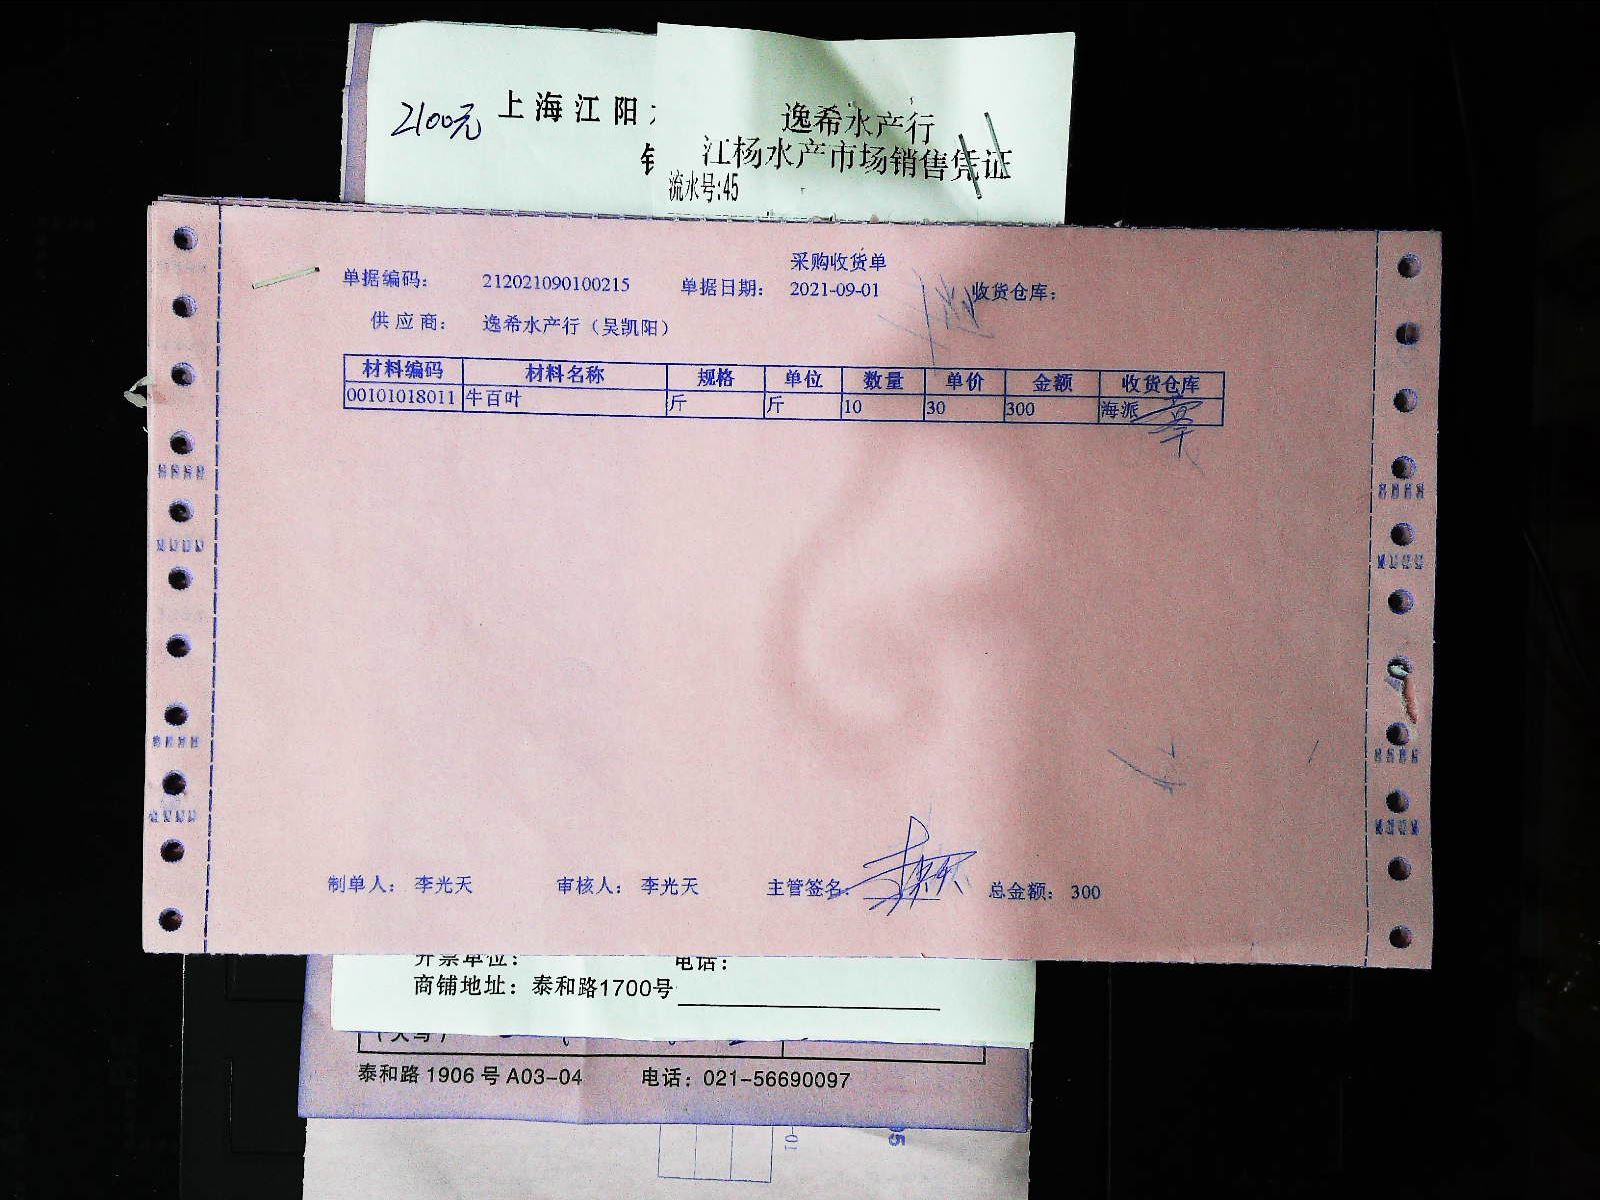 2100元
上海江阳
逸希水产行
江杨水产市场销售凭证
流水号:45
采购收货单
单据编码: 212021090100215 单据日期: 2021-09-01 收货仓库:
供应商: 逸希水产行（吴凯阳）
材料编码 材料名称 规格 单位 数量 单价 金额 收货仓库
00101018011 牛百叶 斤 斤 10 30 300 海派
制单人: 李光天 审核人: 李光天 主管签名: 总金额: 300
开票单位: 电话:
商铺地址: 泰和路1700号
泰和路 1906 号 A03-04 电话: 021-56690097